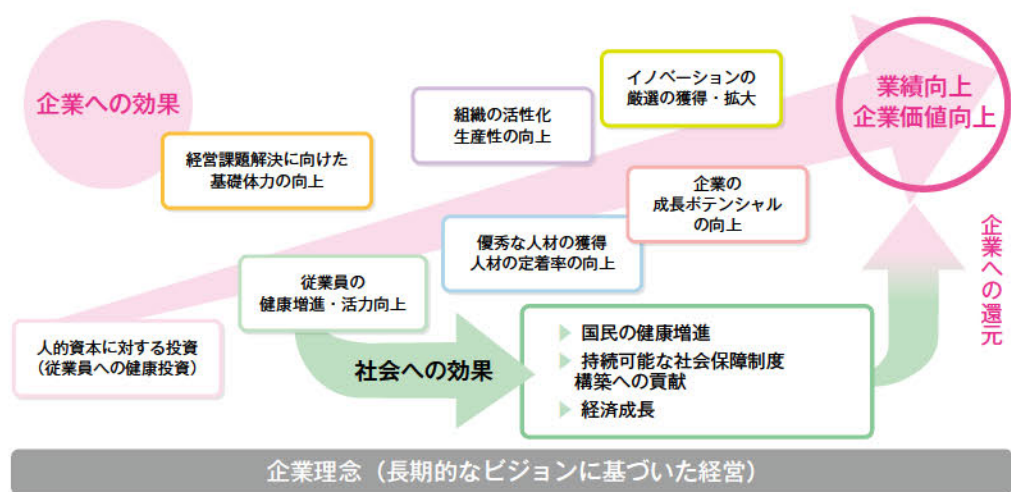 企業への効果
イノベーションの
厳選の獲得・拡大
業績向上
企業価値向上
組織の活性化
生産性の向上
経営課題解決に向けた
基礎体力の向上
企業の
成長ポテンシャル
の向上
優秀な人材の獲得
人材の定着率の向上
従業員の
健康増進・活力向上
企業への還元
人的資本に対する投資
（従業員への健康投資）
社会への効果
▶ 国民の健康増進
▶ 持続可能な社会保障制度
構築への貢献
▶ 経済成長
企業理念（長期的なビジョンに基づいた経営）